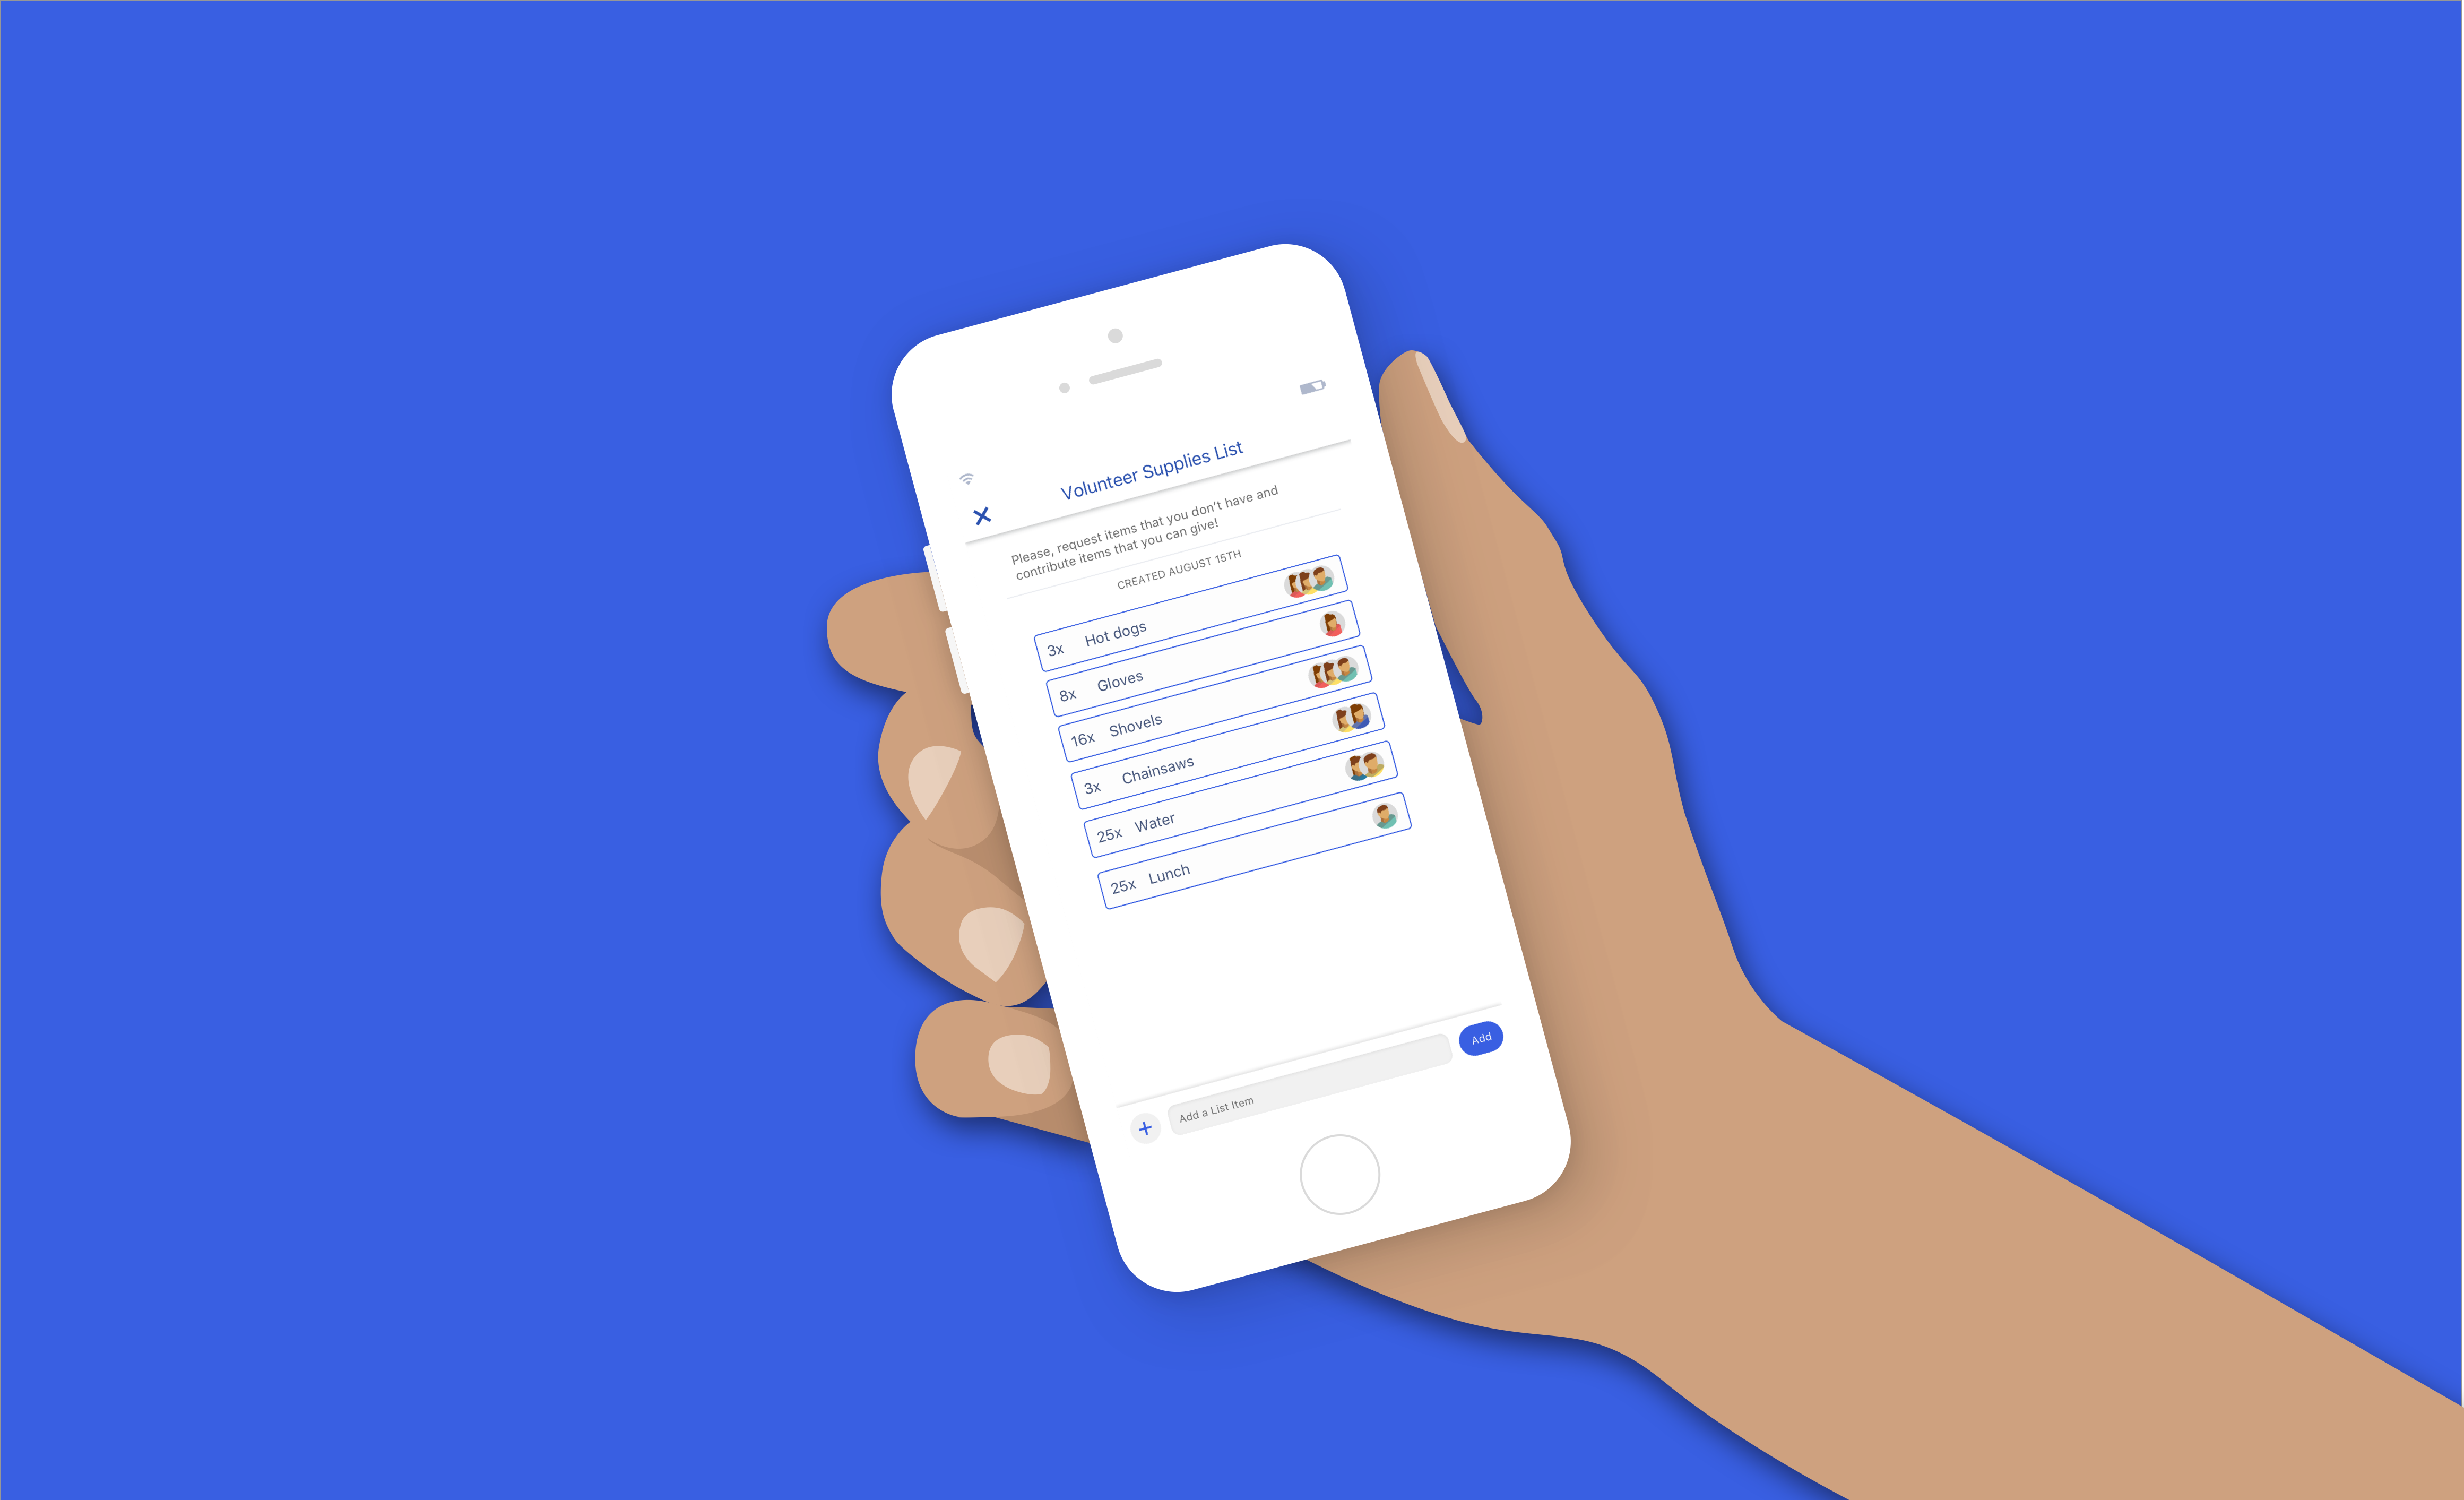 Volunteer Supplies List
Please, request items that you don’t have and
contribute items that you can give!
CREATED AUGUST 15TH
3x Hot dogs
8x Gloves
16x Shovels
3x Chainsaws
25x Water
25x Lunch
Add a List Item
Add